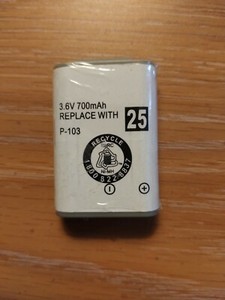 3.6V 700mAh
REPLACE WITH 25
P-103
RECYCLE
1.800.822.8837
- +